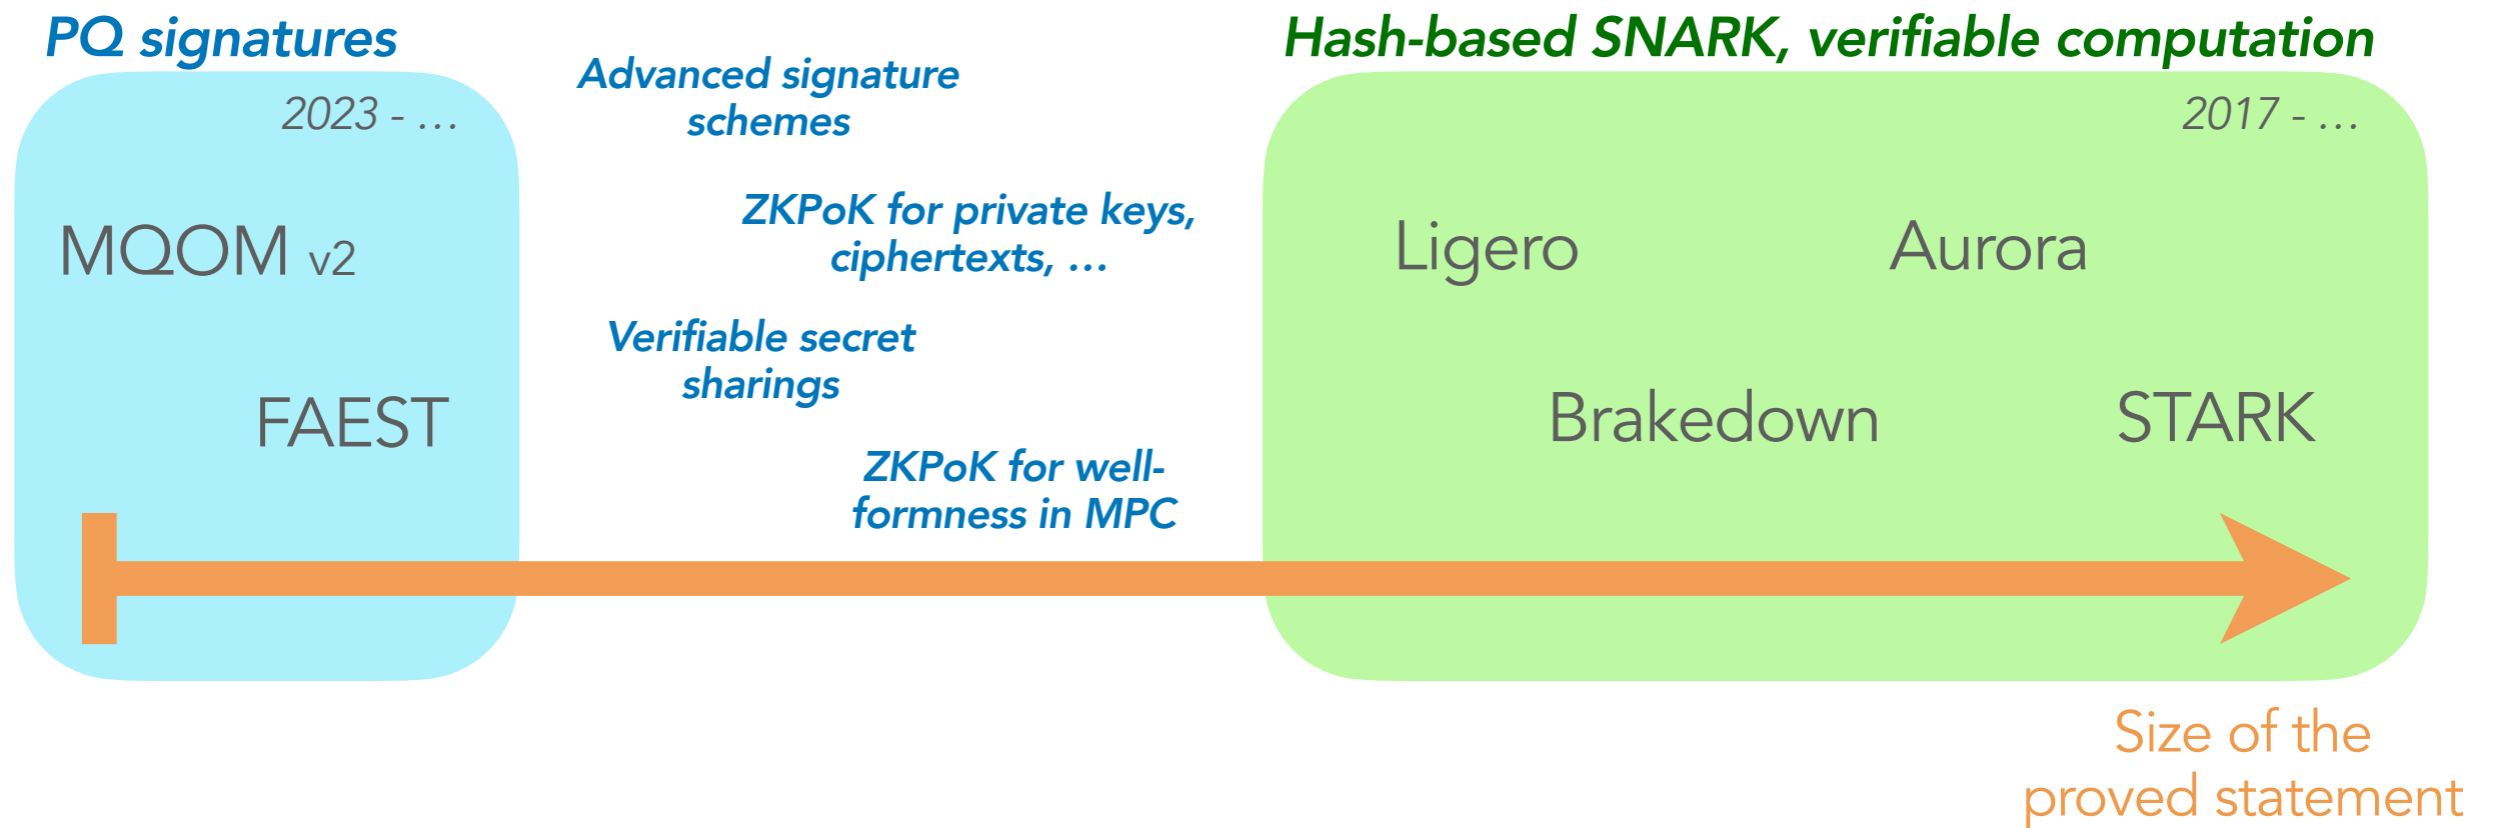 PQ signatures
2023 - …
MQOM v2
FAEST
Advanced signature
schemes
ZKPoK for private keys,
ciphertexts, …
Verifiable secret
sharings
ZKPoK for well-
formness in MPC
Hash-based SNARK, verifiable computation
2017 - …
Ligero
Aurora
Brakedown
STARK
Size of the
proved statement